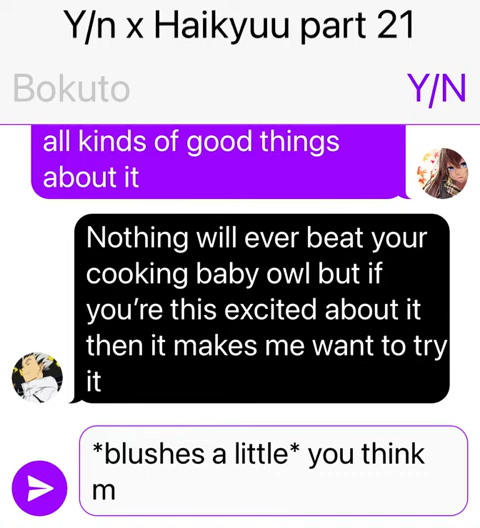 Y/n x Haikyuu part 21
Bokuto Y/N
all kinds of good things
about it
Nothing will ever beat your
cooking baby owl but if
you’re this excited about it
then it makes me want to try
it
*blushes a little* you think
m